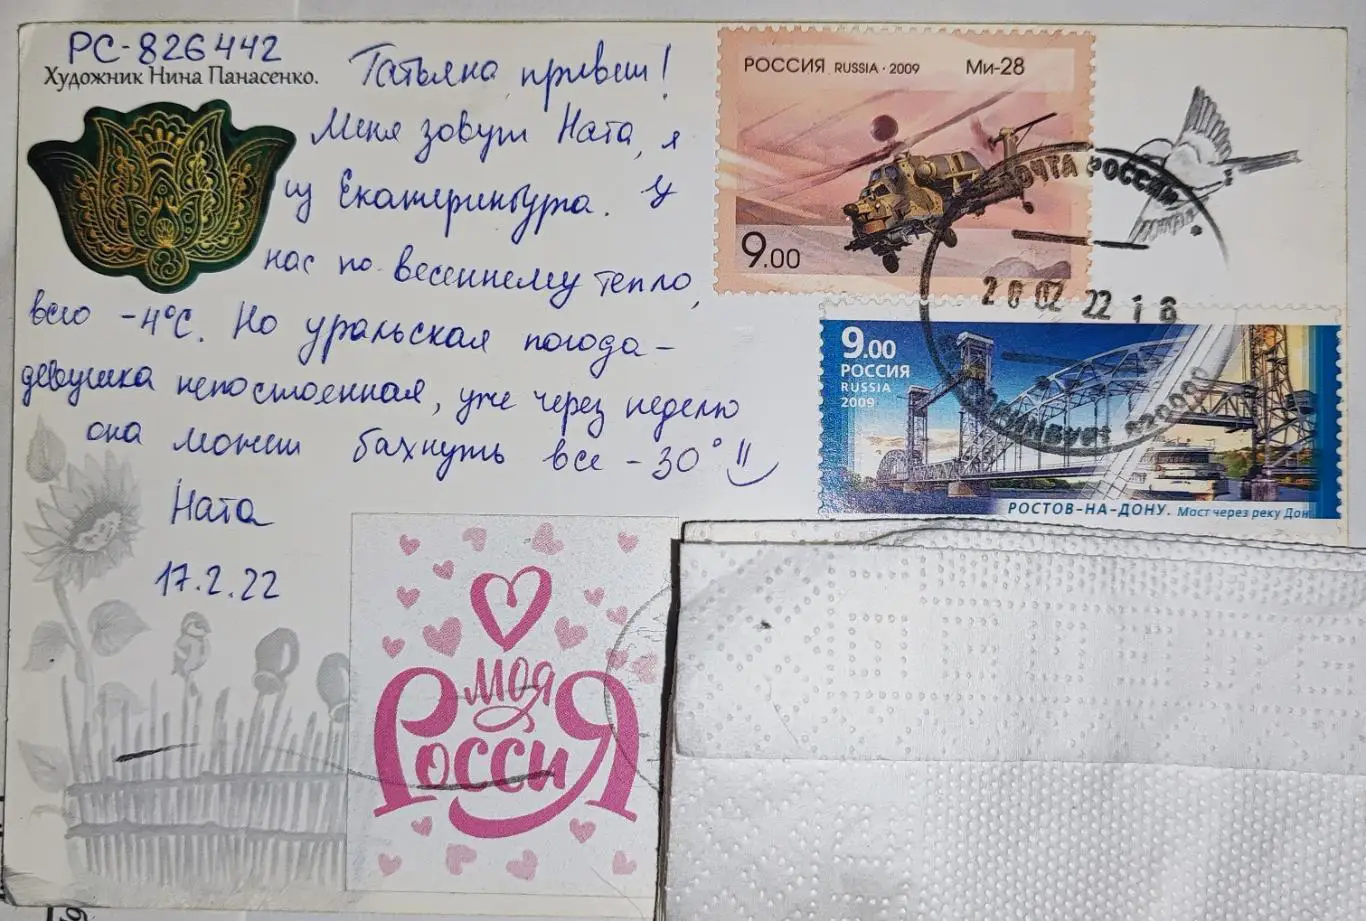 РС-826442
Художник Нина Панасенко.
Татьяна, привет!
Меня зовут Ната, я
из Екатеринбурга. У
нас по-весеннему тепло,
всего -4°С. Но уральская погода-
девушка непостоянная, уже через неделю
она может бахнуть все -30°
Ната
17.2.22
РОССИЯ RUSSIA · 2009 Ми-28
9.00
ПОЧТА РОССИИ
26 02 22 18
9.00
РОССИЯ
RUSSIA
2009
РОСТОВ-НА-ДОНУ. Мост через реку Дон
моя
Россия